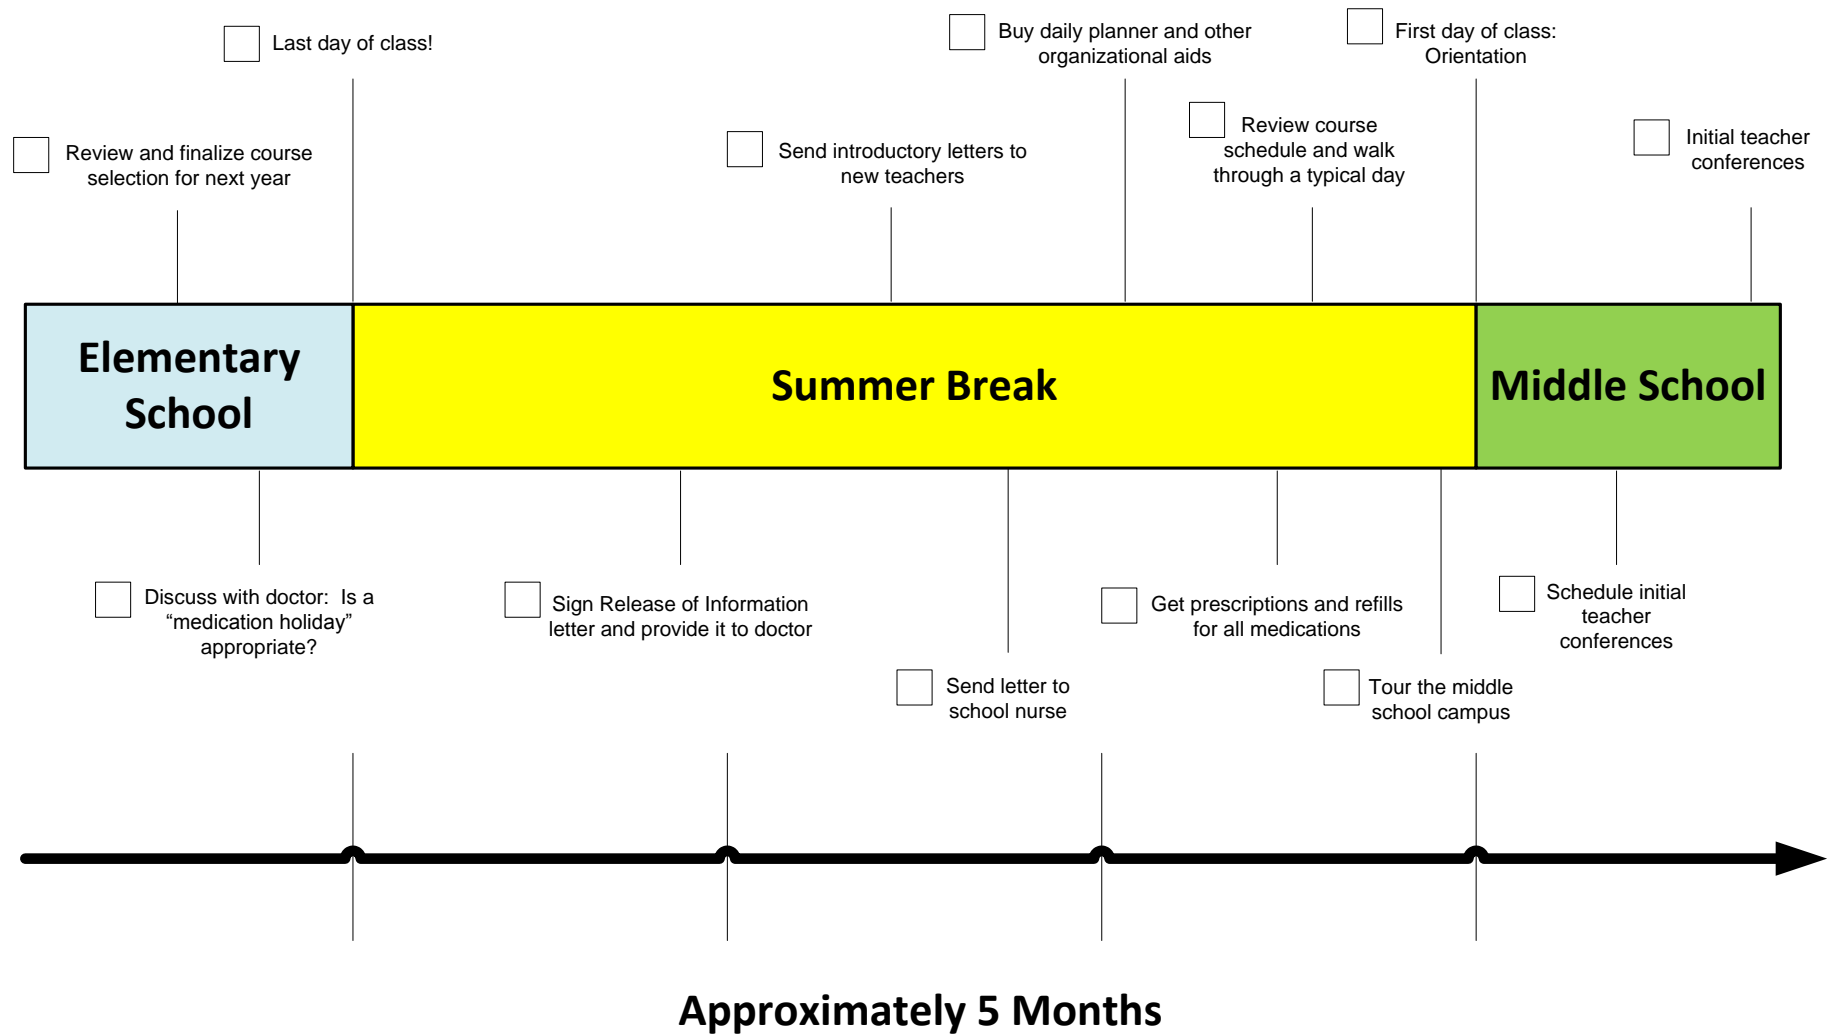 Last day of class!
Buy daily planner and other
organizational aids
First day of class:
Orientation
Review and finalize course
selection for next year
Send introductory letters to
new teachers
Review course
schedule and walk
through a typical day
Initial teacher
conferences
Elementary
School
Summer Break
Middle School
Discuss with doctor:  Is a
“medication holiday”
appropriate?
Sign Release of Information
letter and provide it to doctor
Send letter to
school nurse
Get prescriptions and refills
for all medications
Tour the middle
school campus
Schedule initial
teacher
conferences
Approximately 5 Months